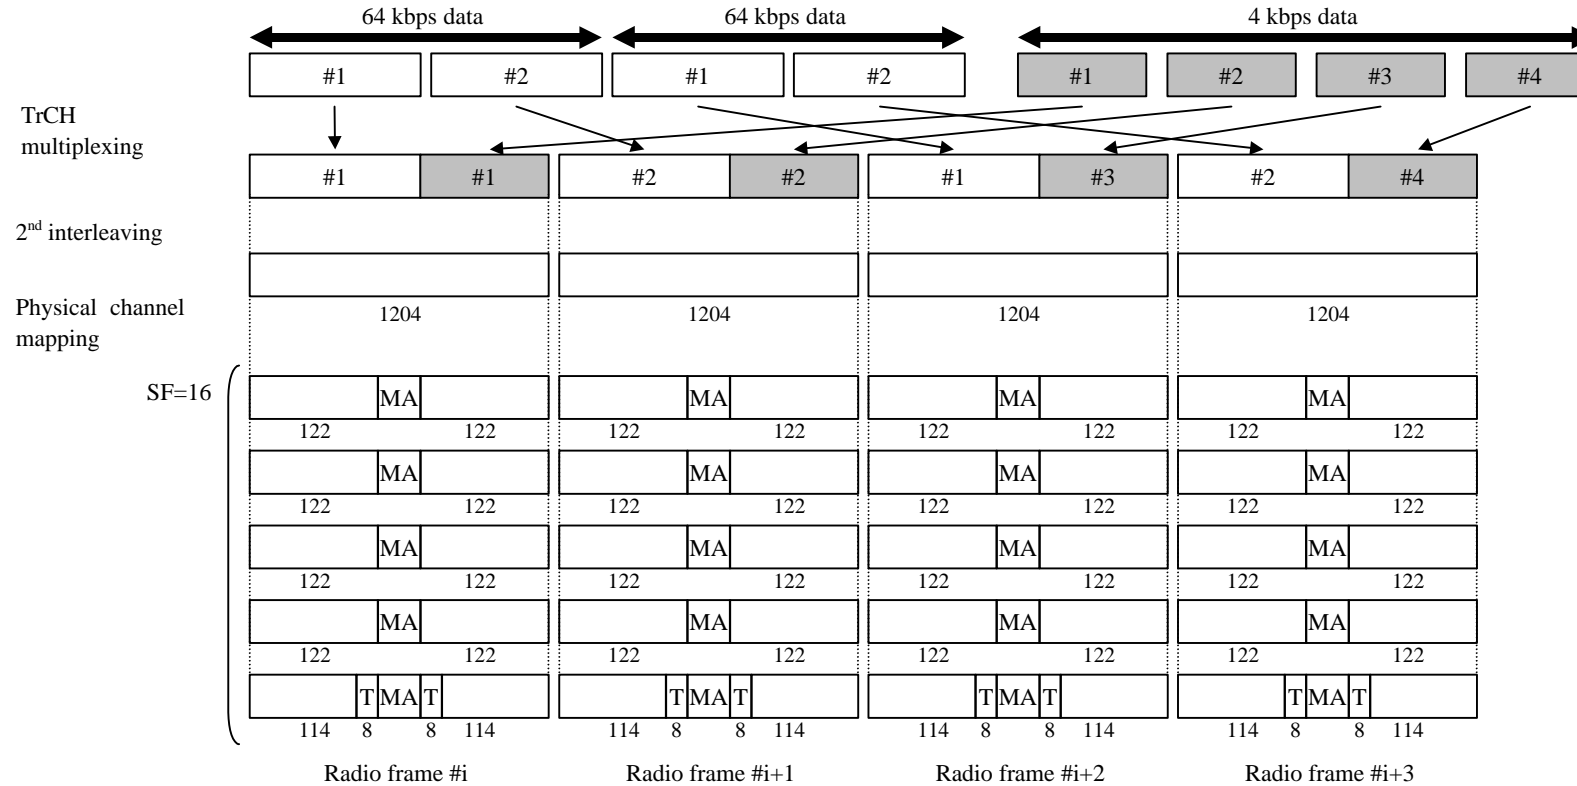 64 kbps data 64 kbps data 4 kbps data
#1 #2 #1 #2 #1 #2 #3 #4
TrCH
multiplexing
#1 #1 #2 #2 #1 #3 #2 #4
2nd interleaving
Physical channel
mapping
1204 1204 1204 1204
SF=16
MA MA MA MA
122 122 122 122 122 122 122 122
MA MA MA MA
122 122 122 122 122 122 122 122
MA MA MA MA
122 122 122 122 122 122 122 122
MA MA MA MA
122 122 122 122 122 122 122 122
T MA T T MA T T MA T T MA T
114 8 8 114 114 8 8 114 114 8 8 114 114 8 8 114
Radio frame #i Radio frame #i+1 Radio frame #i+2 Radio frame #i+3